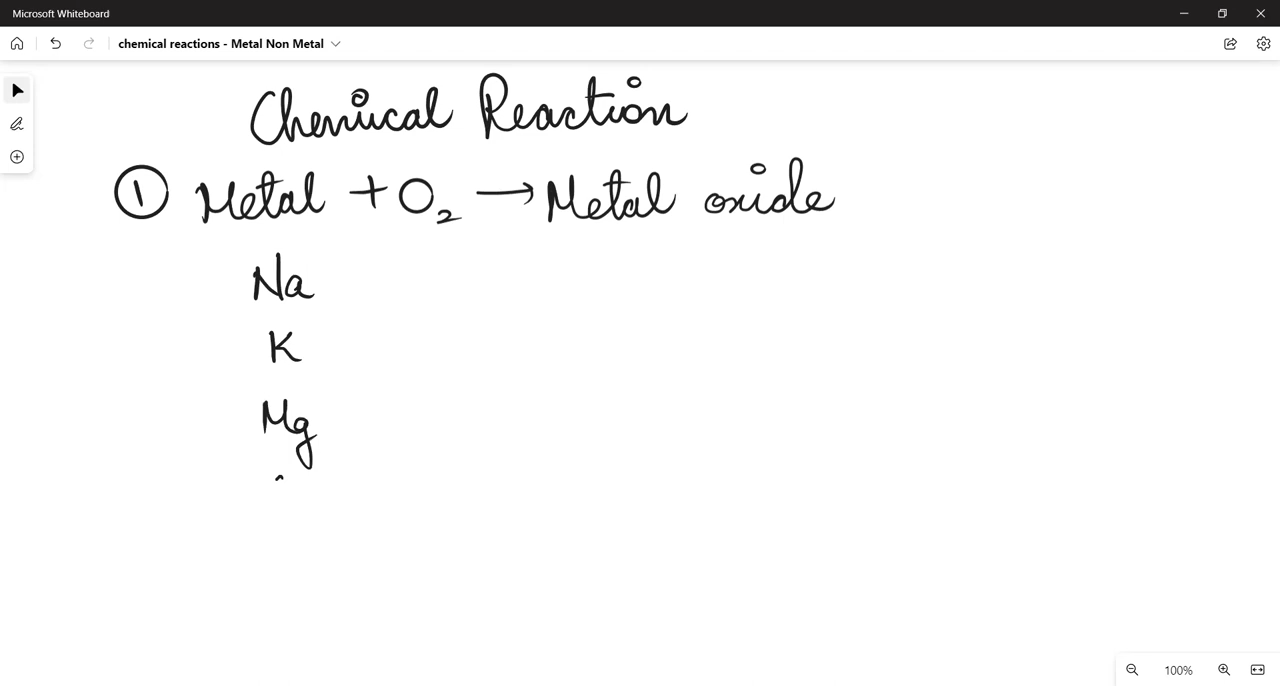 Microsoft Whiteboard
chemical reactions - Metal Non Metal
Chemical Reaction
① Metal + O₂ → Metal oxide
Na
K
Mg
100%